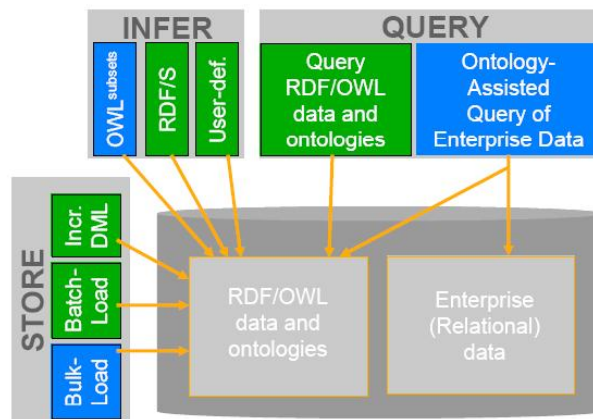 INFER
QUERY
OWL subsets
RDF/S
User-def.
Query
RDF/OWL
data and
ontologies
Ontology-
Assisted
Query of
Enterprise Data
STORE
Incr.
DML
Batch-
Load
Bulk-
Load
RDF/OWL
data and
ontologies
Enterprise
(Relational)
data